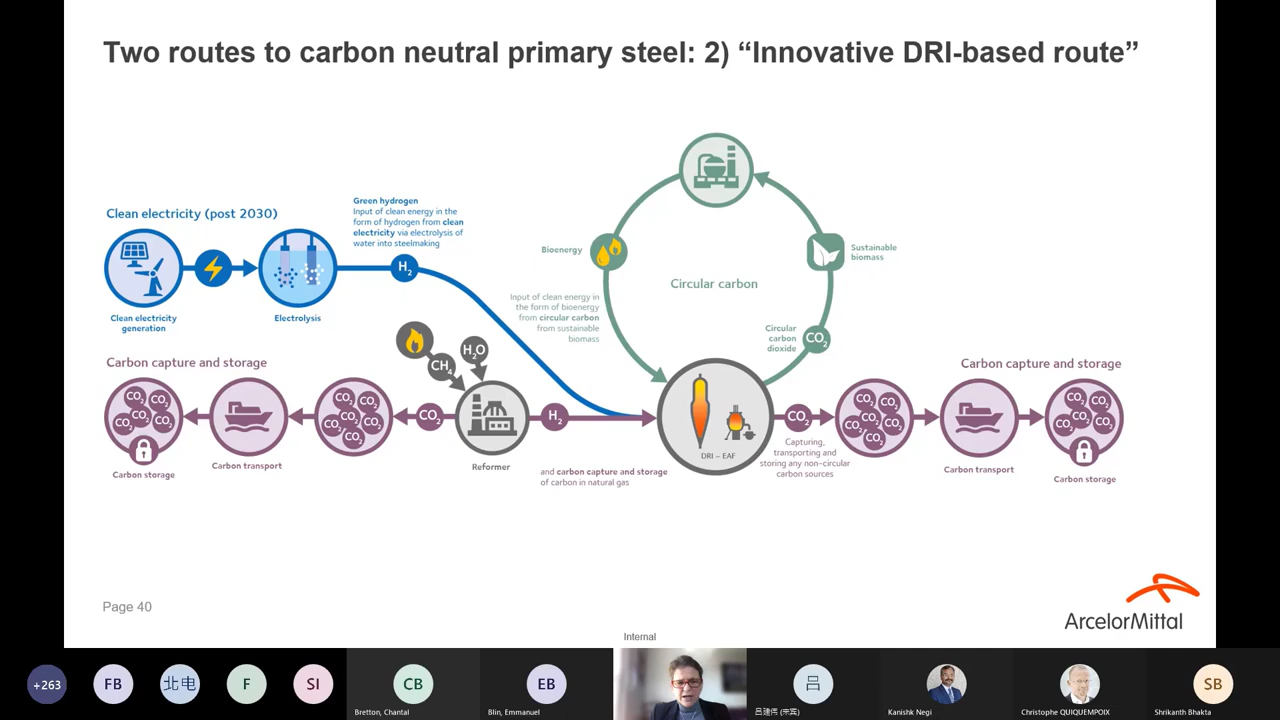 Two routes to carbon neutral primary steel: 2) “Innovative DRI-based route”
Clean electricity (post 2030)
Clean electricity
generation
Electrolysis
Green hydrogen
Input of clean energy in the
form of hydrogen from clean
electricity via electrolysis of
water into steelmaking
H2
Bioenergy
Input of clean energy in
the form of bioenergy
from circular carbon
from sustainable
biomass
Circular carbon
Sustainable
biomass
Circular
carbon
dioxide
CO2
Carbon capture and storage
CO2
CO2
CO2
CO2
CO2
Carbon storage
Carbon transport
CO2
CO2
CO2
CO2
CO2
CO2
CH4
H2O
Reformer
H2
and carbon capture and storage
of carbon in natural gas
DRI – EAF
CO2
Capturing,
transporting and
storing any non-circular
carbon sources
CO2
CO2
CO2
CO2
CO2
Carbon transport
Carbon capture and storage
CO2
CO2
CO2
CO2
CO2
Carbon storage
Page 40
ArcelorMittal
Internal
+263
FB
北电
F
SI
CB
Bretton, Chantal
EB
Blin, Emmanuel
吕
Kanishk Negi
Christophe QUIQUEMPOIX
SB
Shrikanth Bhakta